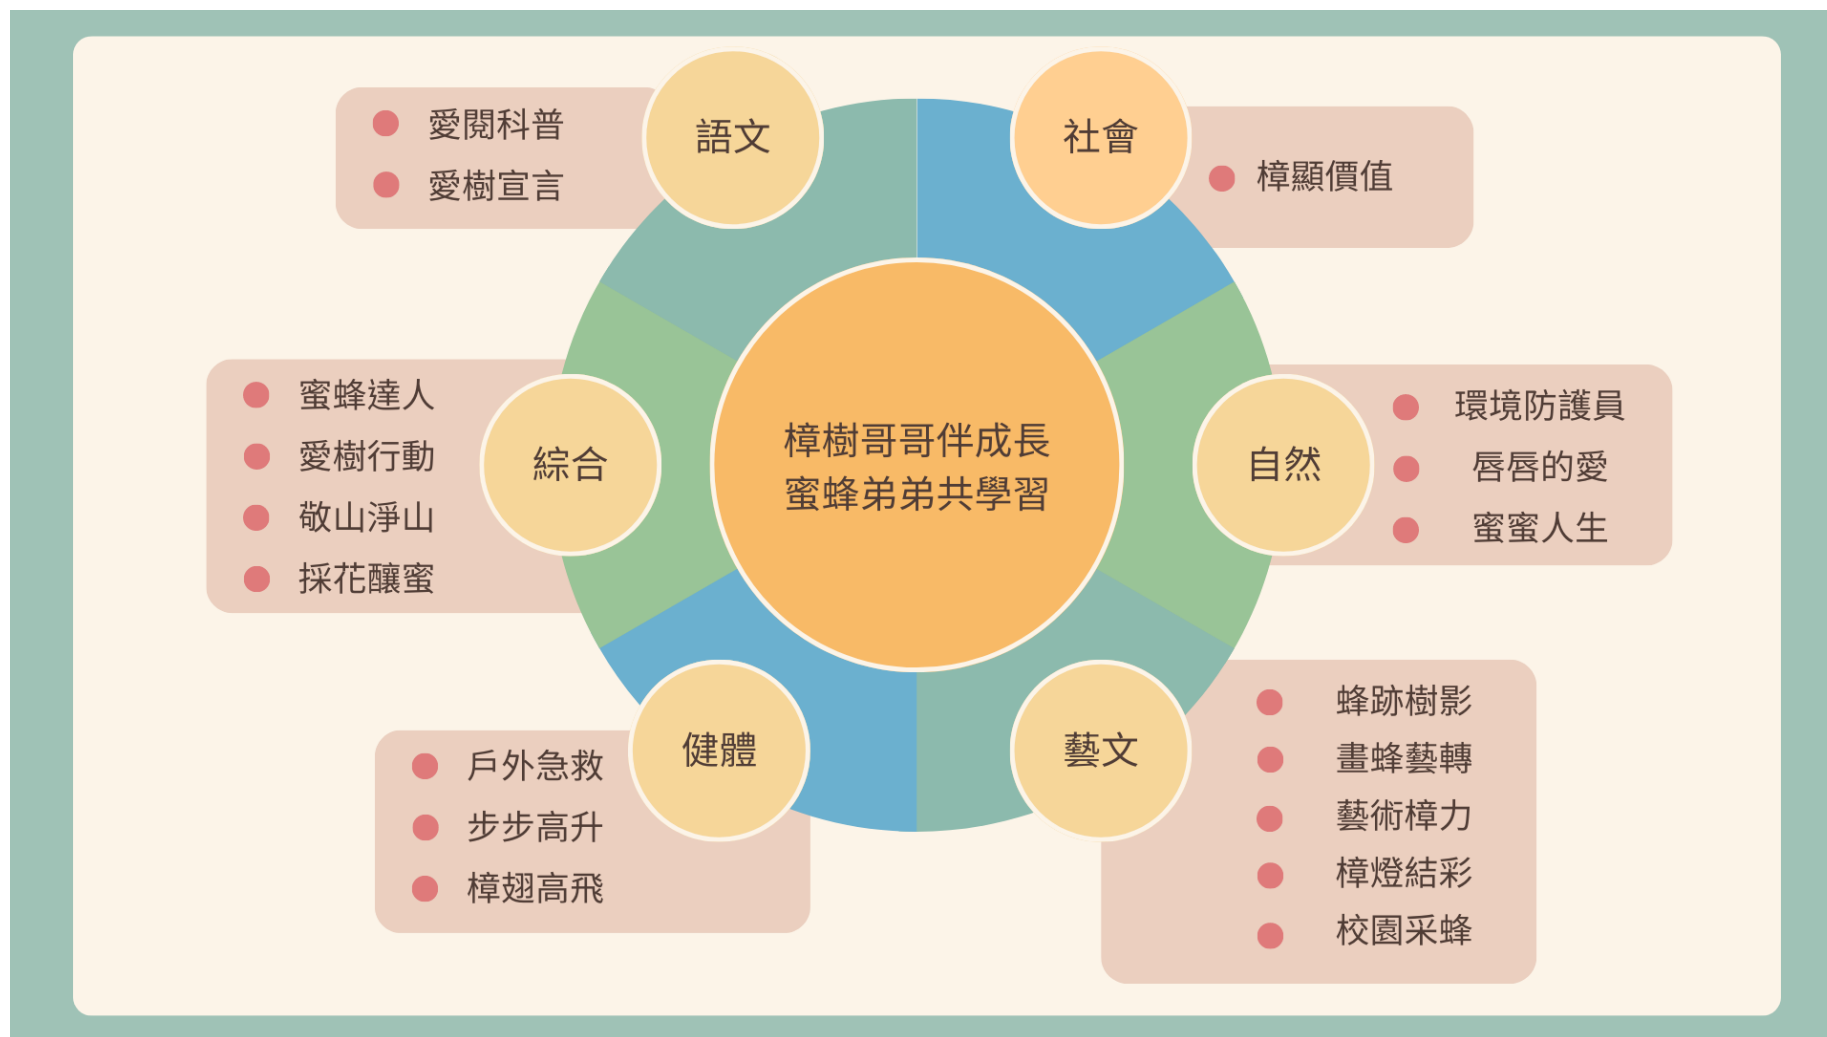 語文
愛閱科普
愛樹宣言
社會
樟顯價值
綜合
蜜蜂達人
愛樹行動
敬山淨山
採花釀蜜
樟樹哥哥伴成長
蜜蜂弟弟共學習
自然
環境防護員
唇唇的愛
蜜蜜人生
健體
戶外急救
步步高升
樟翅高飛
藝文
蜂跡樹影
畫蜂藝轉
藝術樟力
樟燈結彩
校園采蜂